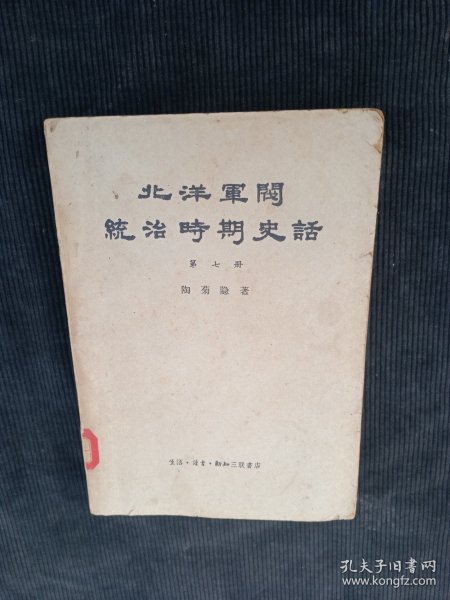 北洋軍閥
統治時期史話
第七册
陶菊隐著
生活·讀书·新知三联書店
孔夫子旧书网
www.kongfz.com